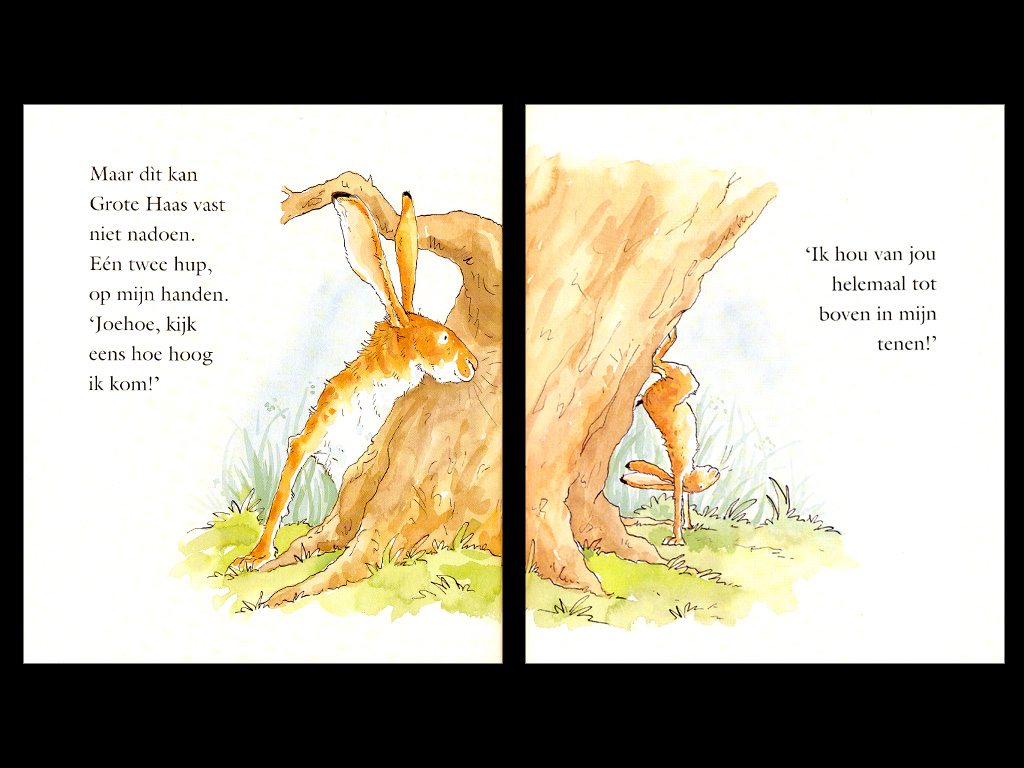 Maar dìt kan
Grote Haas vast
niet nadoen.
Eén twee hup,
op mijn handen.
‘Joehoe, kijk
eens hoe hoog
ik kom!’
‘Ik hou van jou
helemaal tot
boven in mijn
tenen!’